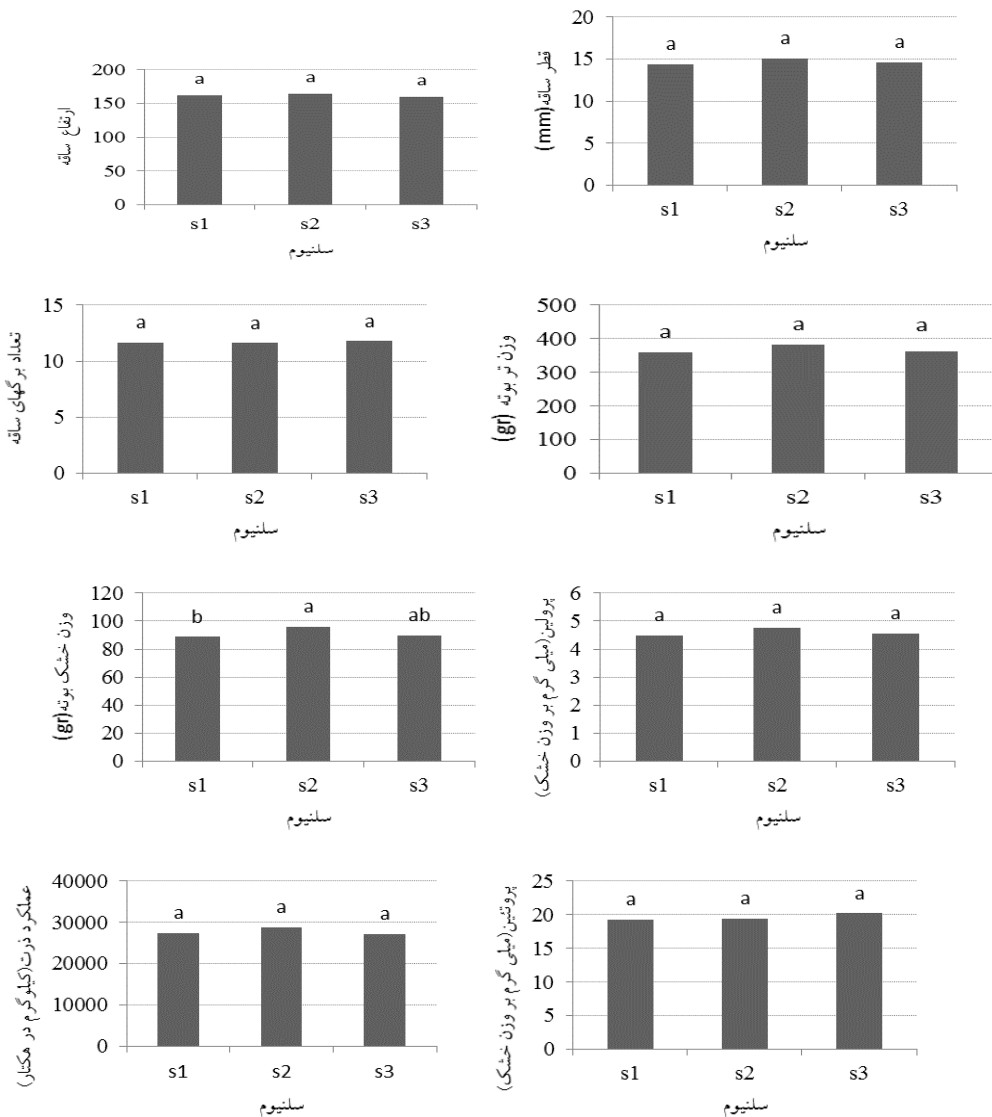 ارتفاع ساقه
200
150
100
50
0
a a a
s1 s2 s3
سلنیوم
قطر ساقه(mm)
20
15
10
5
0
a a a
s1 s2 s3
سلنیوم
تعداد برگهای ساقه
15
10
5
0
a a a
s1 s2 s3
سلنیوم
وزن تر بوته (gr)
500
400
300
200
100
0
a a a
s1 s2 s3
سلنیوم
وزن خشک بوته(gr)
120
100
80
60
40
20
0
b a ab
s1 s2 s3
سلنیوم
پرولین(میلی گرم بر وزن خشک)
6
5
4
3
2
1
0
a a a
s1 s2 s3
سلنیوم
عملکرد ذرت(کیلوگرم در هکتار)
40000
30000
20000
10000
0
a a a
s1 s2 s3
سلنیوم
پروتئین(میلی گرم بر وزن خشک)
25
20
15
10
5
0
a a a
s1 s2 s3
سلنیوم